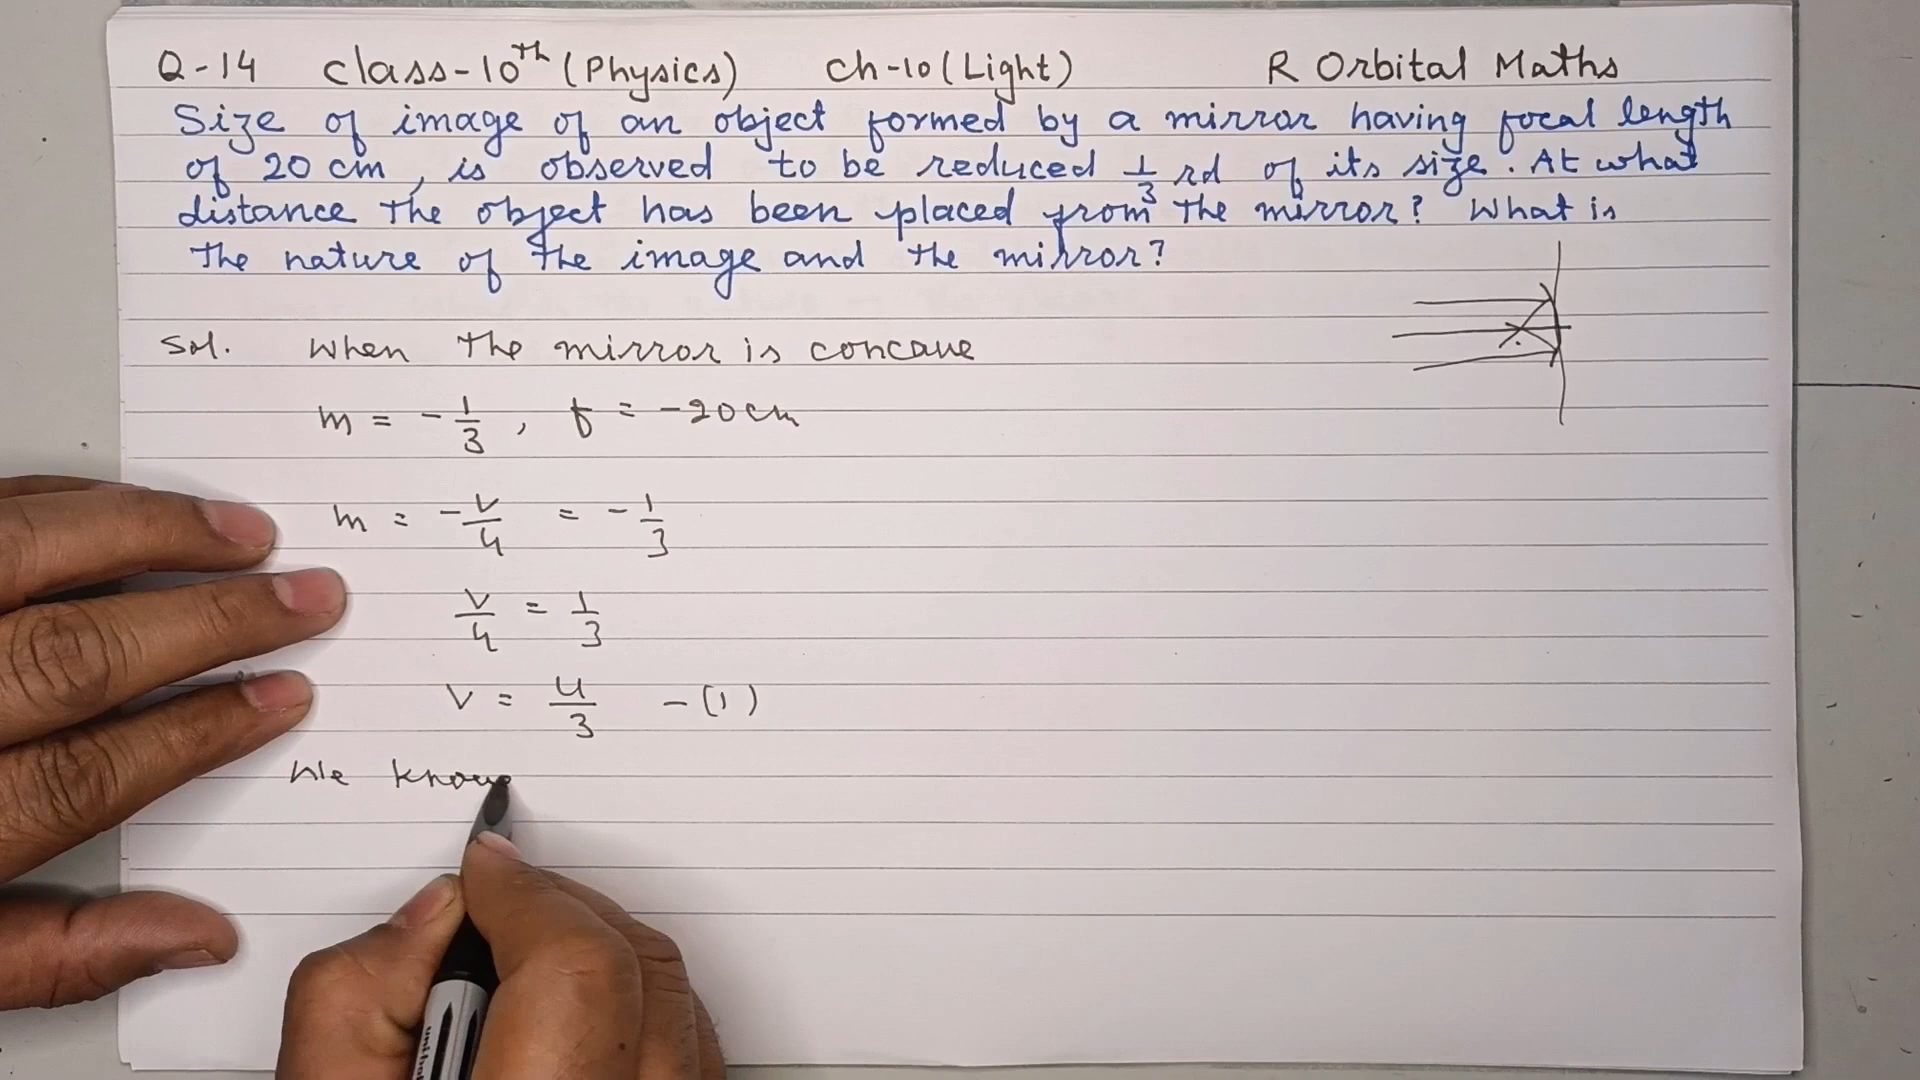 Q-14 Class-10th (Physics) Ch-10 (Light) R Orbital Maths
Size of image of an object formed by a mirror having focal length
of 20 cm, is observed to be reduced 1/3 rd of its size. At what
distance the object has been placed from the mirror? What is
the nature of the image and the mirror?
Sol. When the mirror is concave
m = - 1/3 , f = -20cm
m = - v/u = - 1/3
v/u = 1/3
v = u/3 - (1)
We know